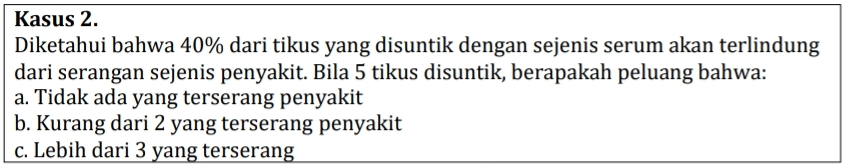 Kasus 2.
Diketahui bahwa 40% dari tikus yang disuntik dengan sejenis serum akan terlindung
dari serangan sejenis penyakit. Bila 5 tikus disuntik, berapakah peluang bahwa:
a. Tidak ada yang terserang penyakit
b. Kurang dari 2 yang terserang penyakit
c. Lebih dari 3 yang terserang